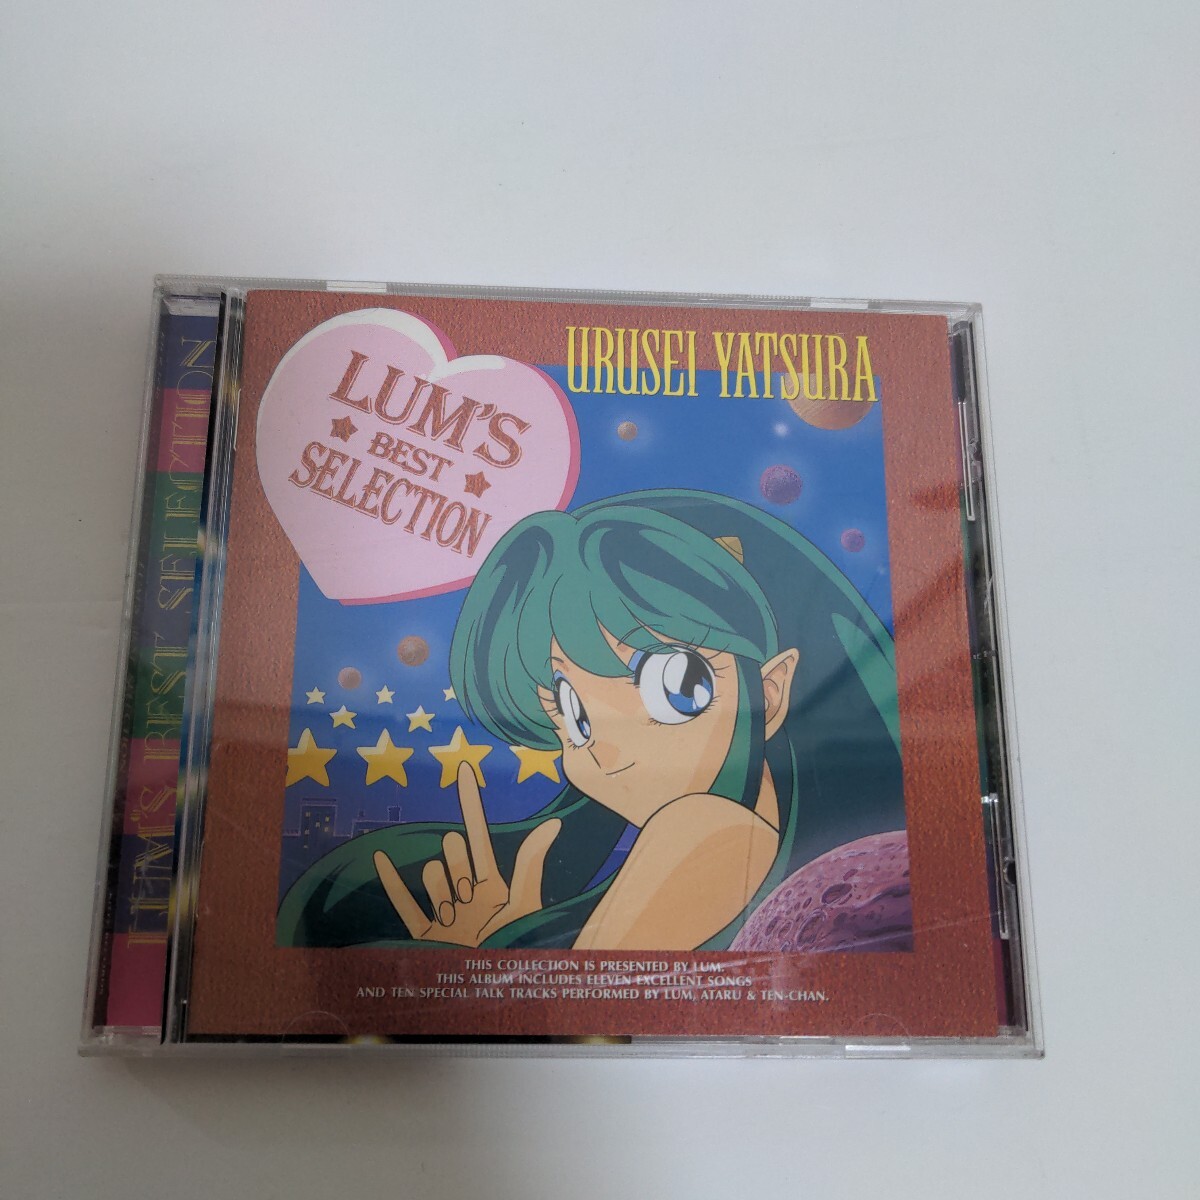 URUSEI YATSURA
LUM'S
BEST
SELECTION
THIS COLLECTION IS PRESENTED BY LUM.
THIS ALBUM INCLUDES ELEVEN EXCELLENT SONGS
AND TEN SPECIAL TALK TRACKS PERFORMED BY LUM, ATARU & TEN-CHAN.
LUM'S BEST SELECTION